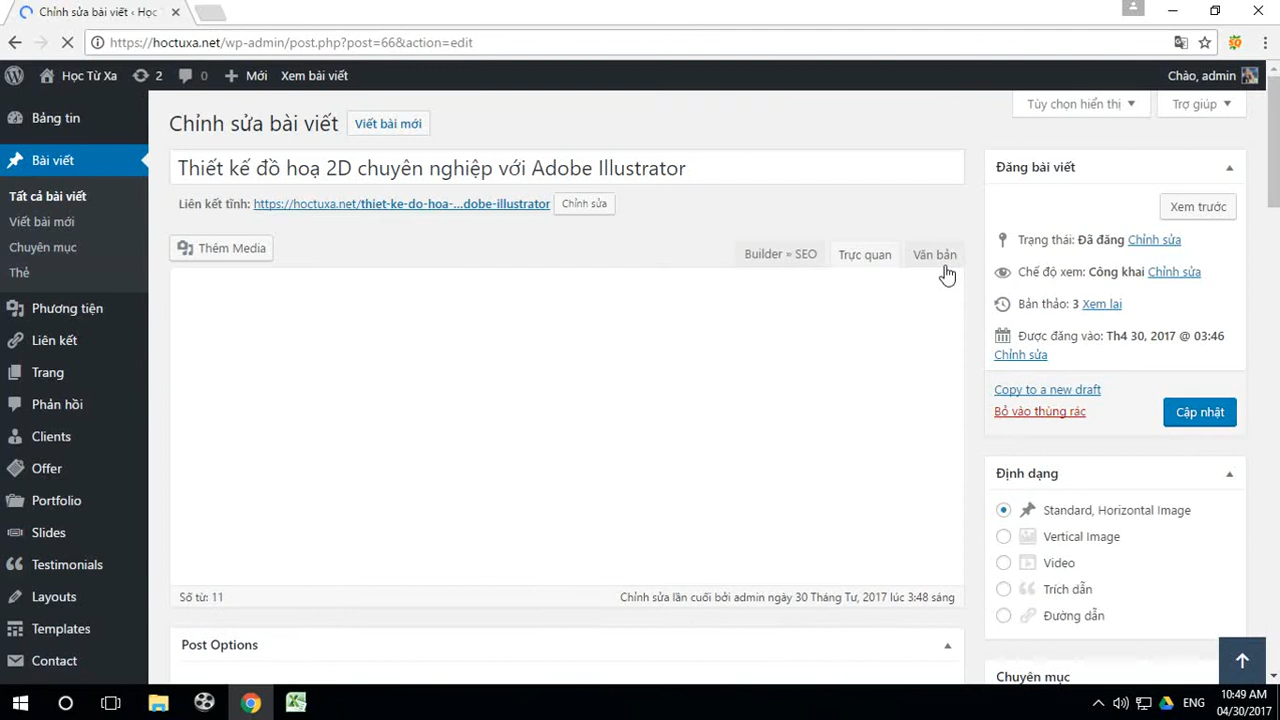 Chỉnh sửa bài viết ‹ Học T
https://hoctuxa.net/wp-admin/post.php?post=66&action=edit
Học Từ Xa 2 0 Mới Xem bài viết Chào, admin
Tùy chọn hiển thị Trợ giúp
Bảng tin
Bài viết
Tất cả bài viết
Viết bài mới
Chuyên mục
Thẻ
Phương tiện
Liên kết
Trang
Phản hồi
Clients
Offer
Portfolio
Slides
Testimonials
Layouts
Templates
Contact
Chỉnh sửa bài viết Viết bài mới
Thiết kế đồ hoạ 2D chuyên nghiệp với Adobe Illustrator
Liên kết tĩnh: https://hoctuxa.net/thiet-ke-do-hoa-...dobe-illustrator Chỉnh sửa
Thêm Media
Builder » SEO Trực quan Văn bản
Số từ: 11 Chỉnh sửa lần cuối bởi admin ngày 30 Tháng Tư, 2017 lúc 3:48 sáng
Post Options
Đăng bài viết
Xem trước
Trạng thái: Đã đăng Chỉnh sửa
Chế độ xem: Công khai Chỉnh sửa
Bản thảo: 3 Xem lại
Được đăng vào: Th4 30, 2017 @ 03:46
Chỉnh sửa
Copy to a new draft
Bỏ vào thùng rác
Cập nhật
Định dạng
Standard, Horizontal Image
Vertical Image
Video
Trích dẫn
Đường dẫn
Chuyên mục
ENG
10:49 AM
04/30/2017